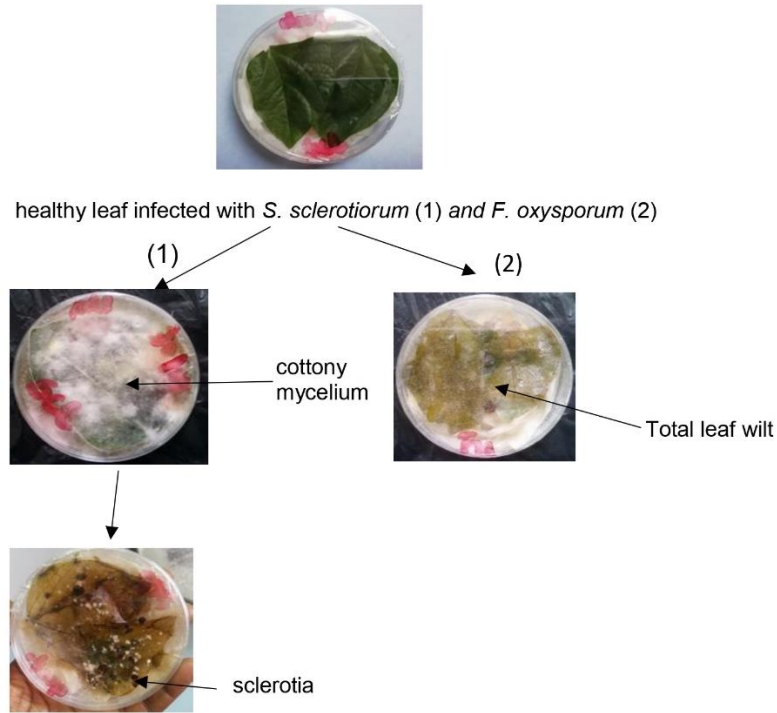 healthy leaf infected with S. sclerotiorum (1) and F. oxysporum (2)
(1)
(2)
cottony
mycelium
Total leaf wilt
sclerotia